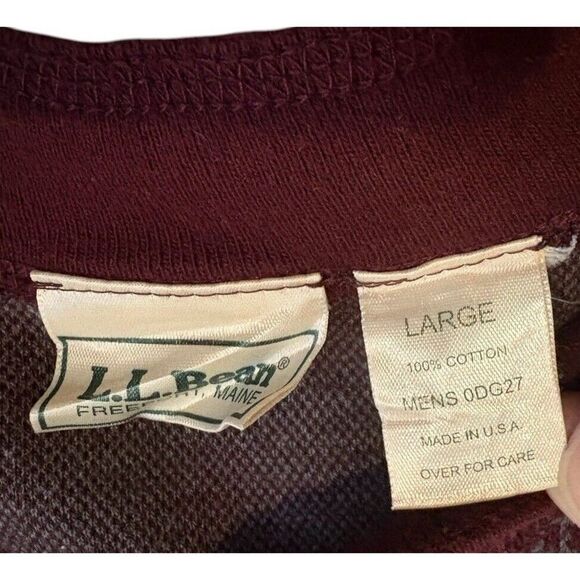 L.L.Bean®
MAINE
LARGE
100% COTTON
MENS 0DG27
MADE IN U.S.A.
OVER FOR CARE